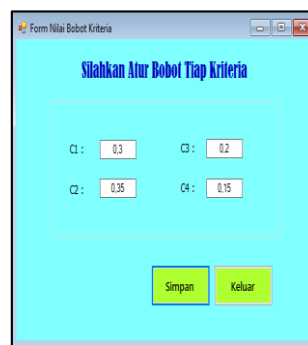 Form Nilai Bobot Kriteria
Silahkan Atur Bobot Tiap Kriteria
C1 : 0,3 C3 : 0,2
C2 : 0,35 C4 : 0,15
Simpan Keluar